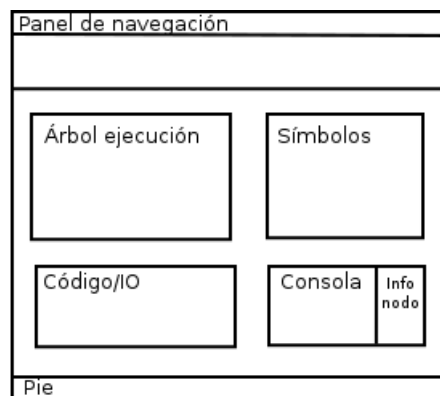 Panel de navegación
Árbol ejecución
Símbolos
Código/IO
Consola
Info
nodo
Pie